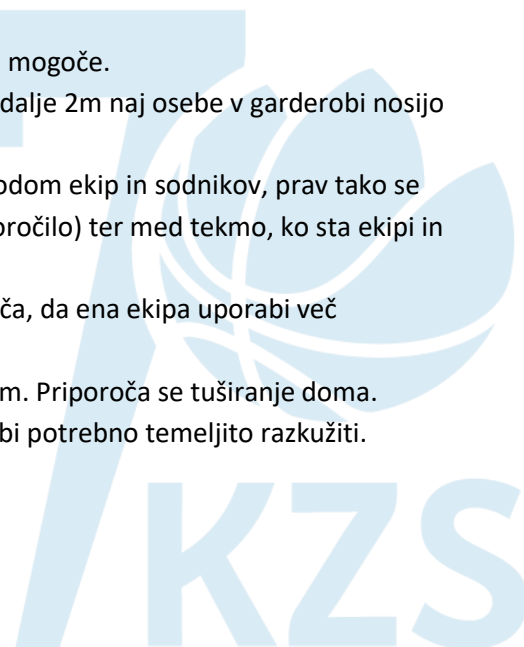 mogoče.
dalje 2m naj osebe v garderobi nosijo
odom ekip in sodnikov, prav tako se
oročilo) ter med tekmo, ko sta ekipi in
ča, da ena ekipa uporabi več
m. Priporoča se tuširanje doma.
bi potrebno temeljito razkužiti.
KZS